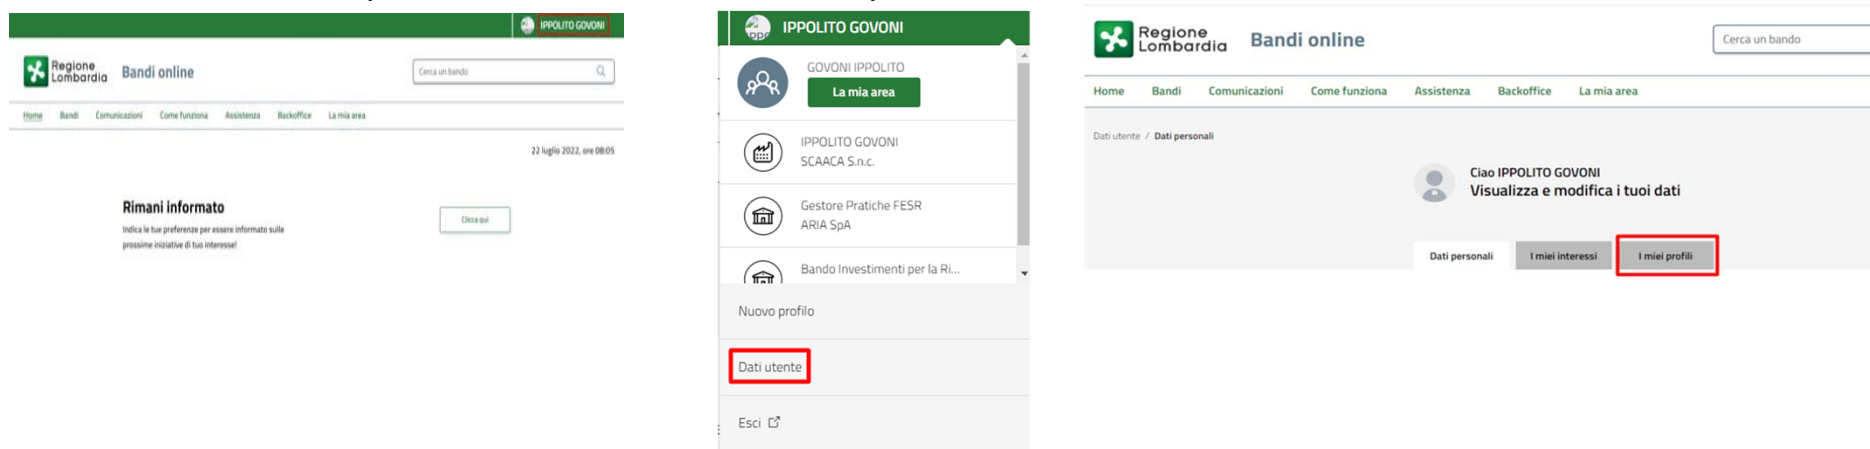 IPPOLITO GOVONI
Regione
Lombardia
Bandi online
Cerca un bando
Home Bandi Comunicazioni Come funziona Assistenza Backoffice La mia area
22 luglio 2022, ore 08:05
Rimani informato
Indica le tue preferenze per essere informato sulle
prossime iniziative di tuo interesse!
Clicca qui
IPPOLITO GOVONI
GOVONI IPPOLITO
La mia area
IPPOLITO GOVONI
SCAACA S.n.c.
Gestore Pratiche FESR
ARIA SpA
Bando Investimenti per la Ri...
Nuovo profilo
Dati utente
Esci
Regione
Lombardia
Bandi online
Cerca un bando
Home Bandi Comunicazioni Come funziona Assistenza Backoffice La mia area
Dati utente / Dati personali
Ciao IPPOLITO GOVONI
Visualizza e modifica i tuoi dati
Dati personali I miei interessi I miei profili